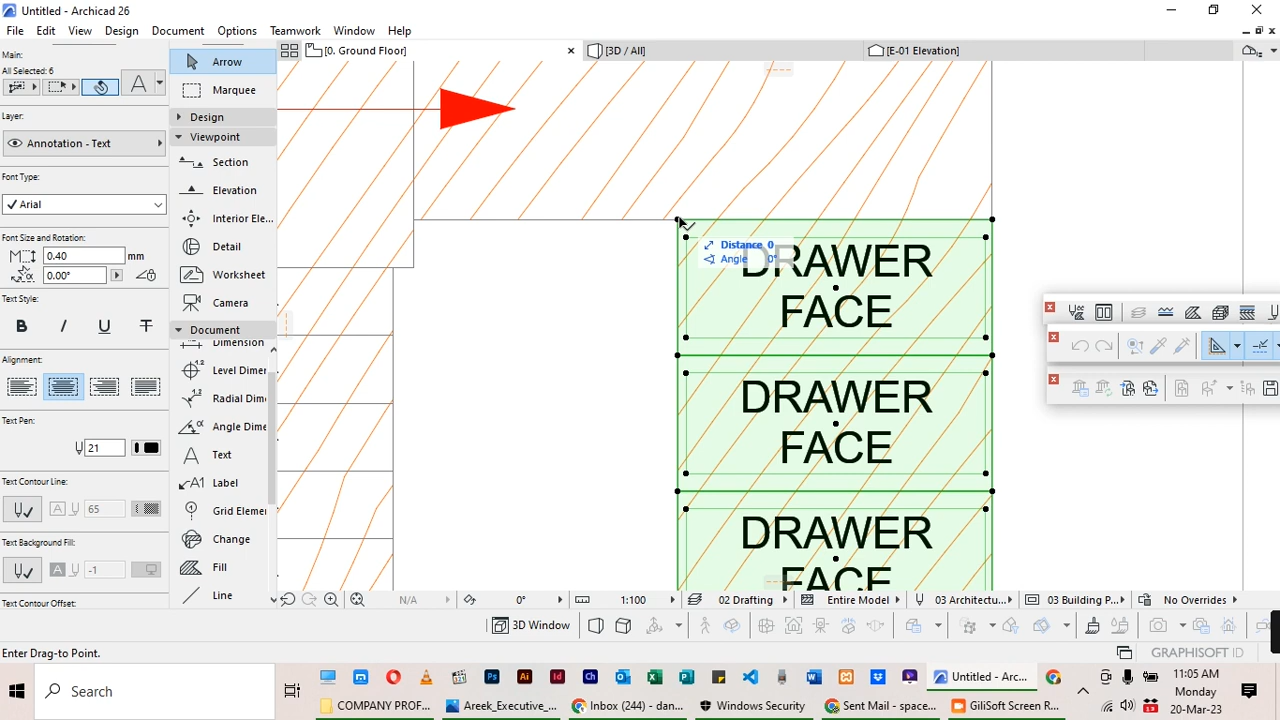 Untitled - Archicad 26
File Edit View Design Document Options Teamwork Window Help
Main:
All Selected: 6
Arrow
Marquee
Design
Viewpoint
Section
Elevation
Interior Ele...
Detail
Worksheet
Camera
Document
Dimension
Level Dimen
Radial Dim
Angle Dime
Text
Label
Grid Elemer
Change
Fill
Line
[0. Ground Floor]
[3D / All]
[E-01 Elevation]
Layer:
Annotation - Text
Font Type:
Arial
Font Size and Rotation:
0.40 mm
0.00°
Text Style:
B I U T
Alignment:
Text Pen:
21
Text Contour Line:
65
Text Background Fill:
-1
Text Contour Offset:
Distance 0
Angle 0°
DRAWER
FACE
DRAWER
FACE
DRAWER
FACE
N/A 0° 1:100 02 Drafting Entire Model 03 Architectu... 03 Building P... No Overrides
3D Window
Enter Drag-to Point.
GRAPHISOFT ID
Search
Untitled - Arc...
COMPANY PROF...
Areek_Executive_...
Inbox (244) - dan...
Windows Security
Sent Mail - space...
GiliSoft Screen R...
11:05 AM
Monday
20-Mar-23